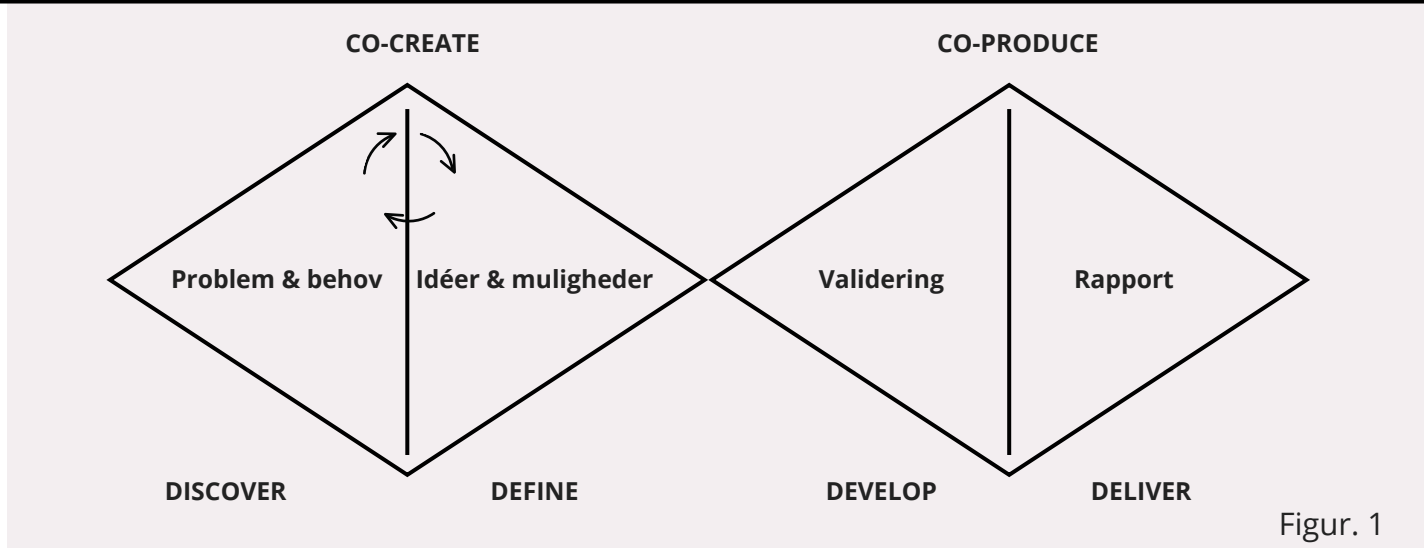 CO-CREATE
CO-PRODUCE
Problem & behov
Idéer & muligheder
Validering
Rapport
DISCOVER
DEFINE
DEVELOP
DELIVER
Figur. 1